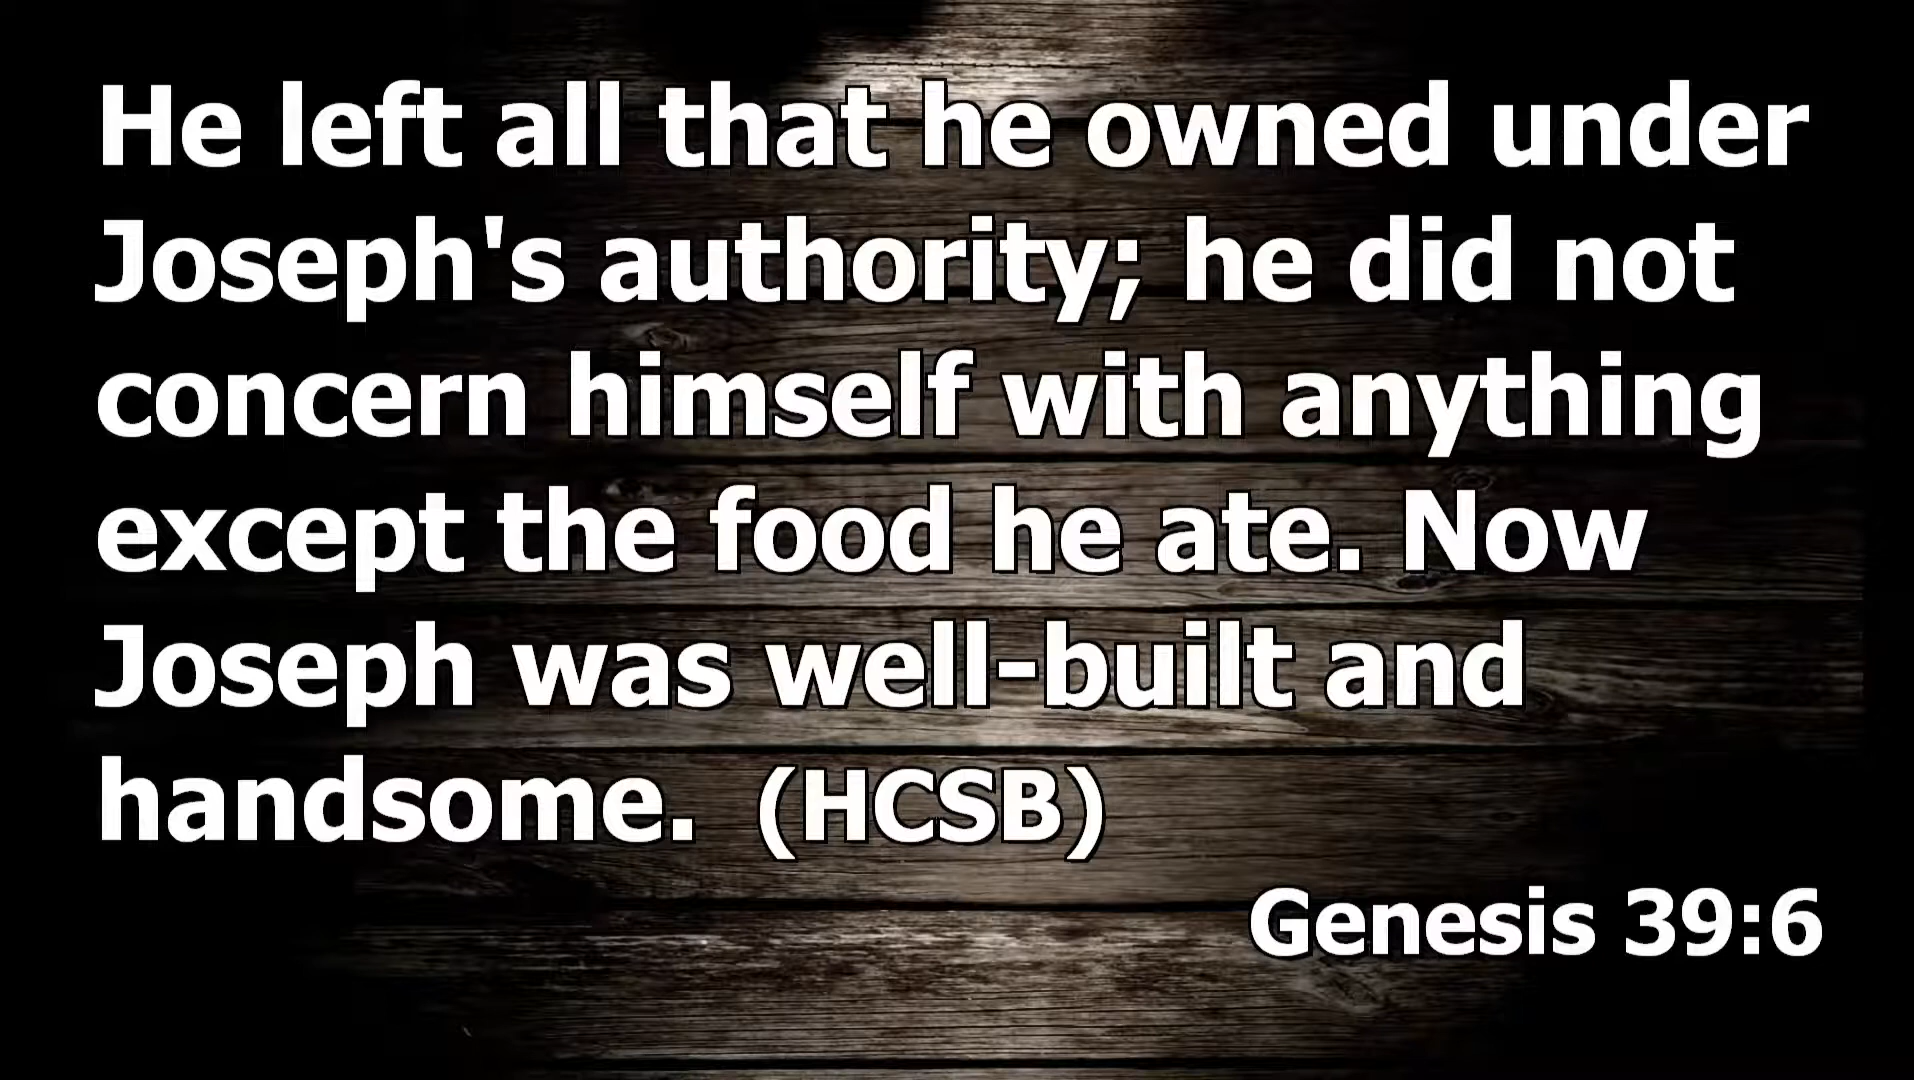 He left all that he owned under
Joseph's authority; he did not
concern himself with anything
except the food he ate. Now
Joseph was well-built and
handsome.  (HCSB)
Genesis 39:6